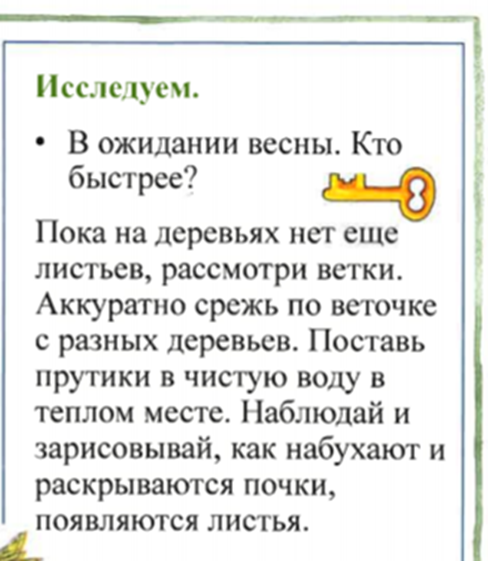 Исследуем.
• В ожидании весны. Кто
быстрее?
Пока на деревьях нет еще
листьев, рассмотри ветки.
Аккуратно срежь по веточке
с разных деревьев. Поставь
прутики в чистую воду в
теплом месте. Наблюдай и
зарисовывай, как набухают и
раскрываются почки,
появляются листья.